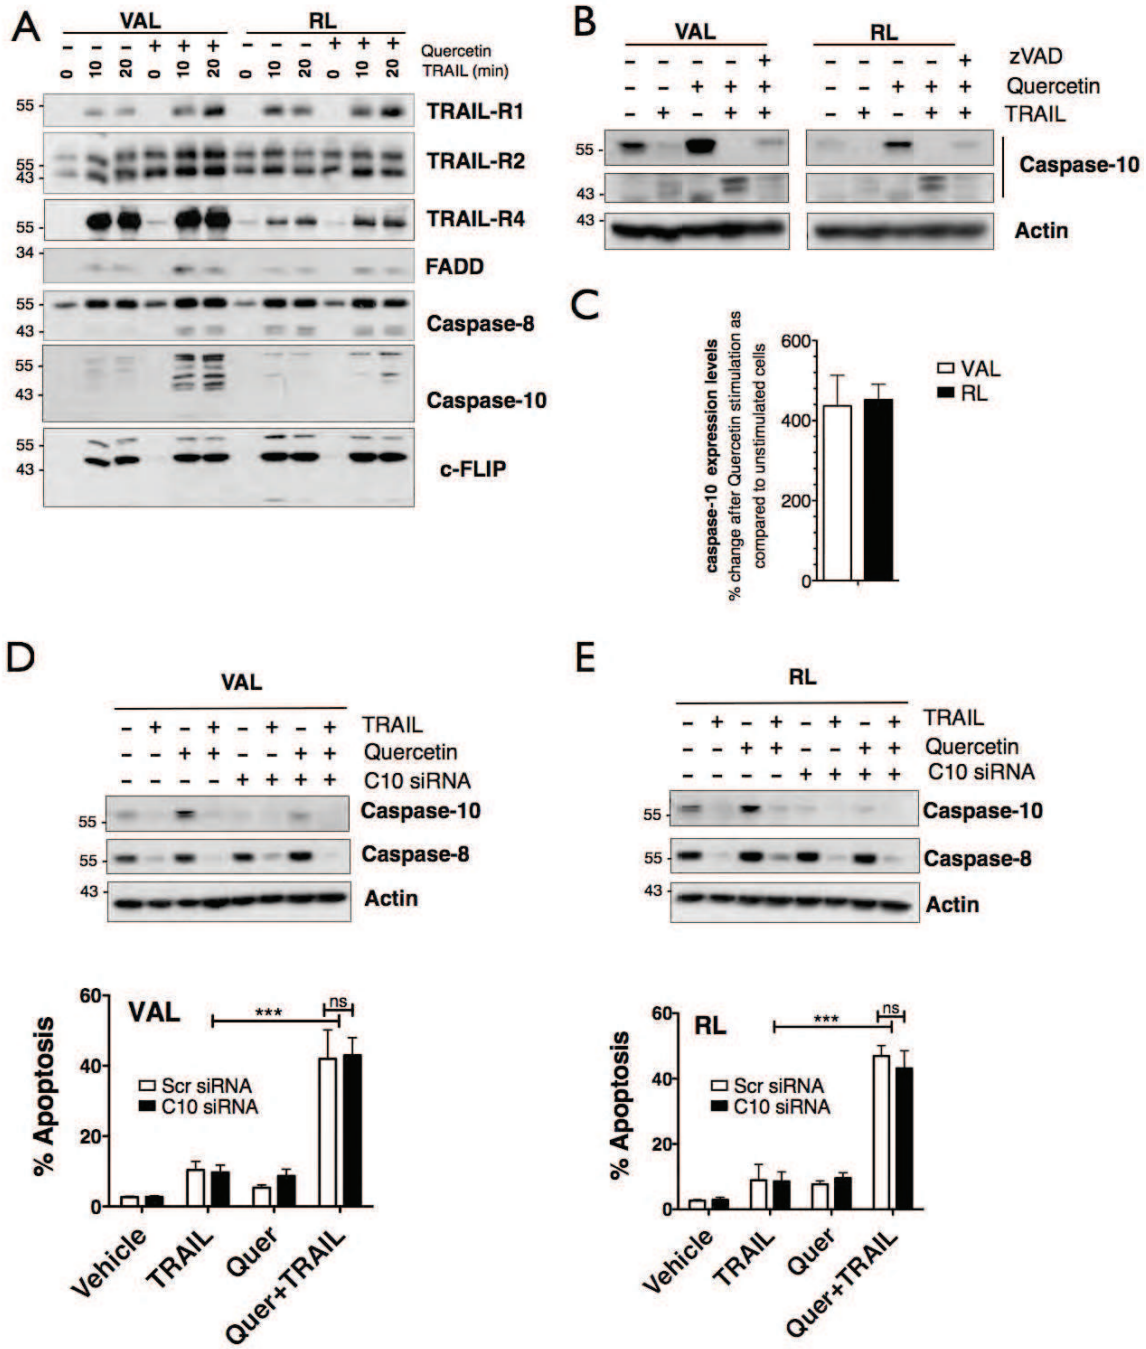 A
VAL RL
- - - + + + - - - + + + Quercetin
0 10 20 0 10 20 0 10 20 0 10 20 TRAIL (min)
55 TRAIL-R1
55 TRAIL-R2
43
55 TRAIL-R4
34 FADD
55
43 Caspase-8
55
43 Caspase-10
55
43 c-FLIP
B
VAL RL
- - - - + - - - - + zVAD
- - + + + - - + + + Quercetin
- + - + + - + - + + TRAIL
55
43 Caspase-10
43 Actin
C
caspase-10 expression levels
% change after Quercetin stimulation as
compared to unstimulated cells
600
400
200
0
VAL
RL
D
VAL
- + - + - + - + TRAIL
- - + + - - + + Quercetin
- - - - + + + + C10 siRNA
55 Caspase-10
55 Caspase-8
43 Actin
% Apoptosis
60
40
20
0
VAL
*** ns
Scr siRNA
C10 siRNA
Vehicle
TRAIL
Quer
Quer+TRAIL
E
RL
- + - + - + - + TRAIL
- - + + - - + + Quercetin
- - - - + + + + C10 siRNA
55 Caspase-10
55 Caspase-8
43 Actin
% Apoptosis
60
40
20
0
RL
*** ns
Scr siRNA
C10 siRNA
Vehicle
TRAIL
Quer
Quer+TRAIL